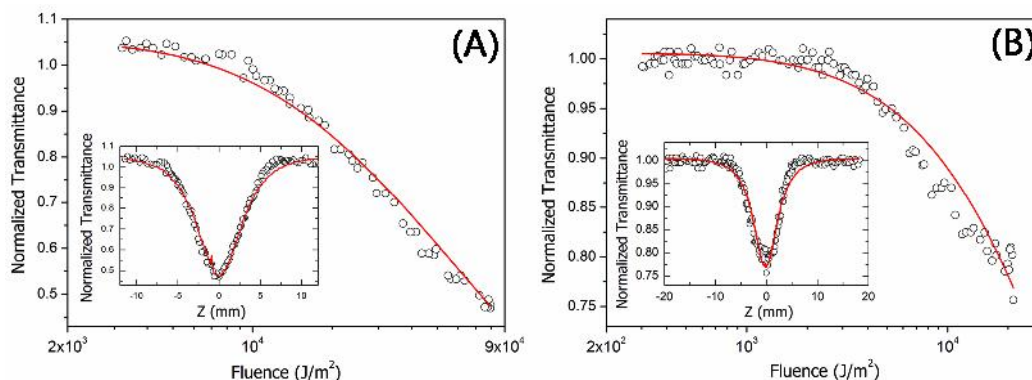 (A)
1.1
1.0
0.9
0.8
0.7
0.6
0.5
Normalized Transmittance
1.1
1.0
0.9
0.8
0.7
0.6
0.5
Normalized Transmittance
-10 -5 0 5 10
Z (mm)
2x10³ 10⁴ 9x10⁴
Fluence (J/m²)
(B)
1.00
0.95
0.90
0.85
0.80
0.75
Normalized Transmittance
1.00
0.95
0.90
0.85
0.80
0.75
Normalized Transmittance
-20 -10 0 10 20
Z (mm)
2x10² 10³ 10⁴
Fluence (J/m²)